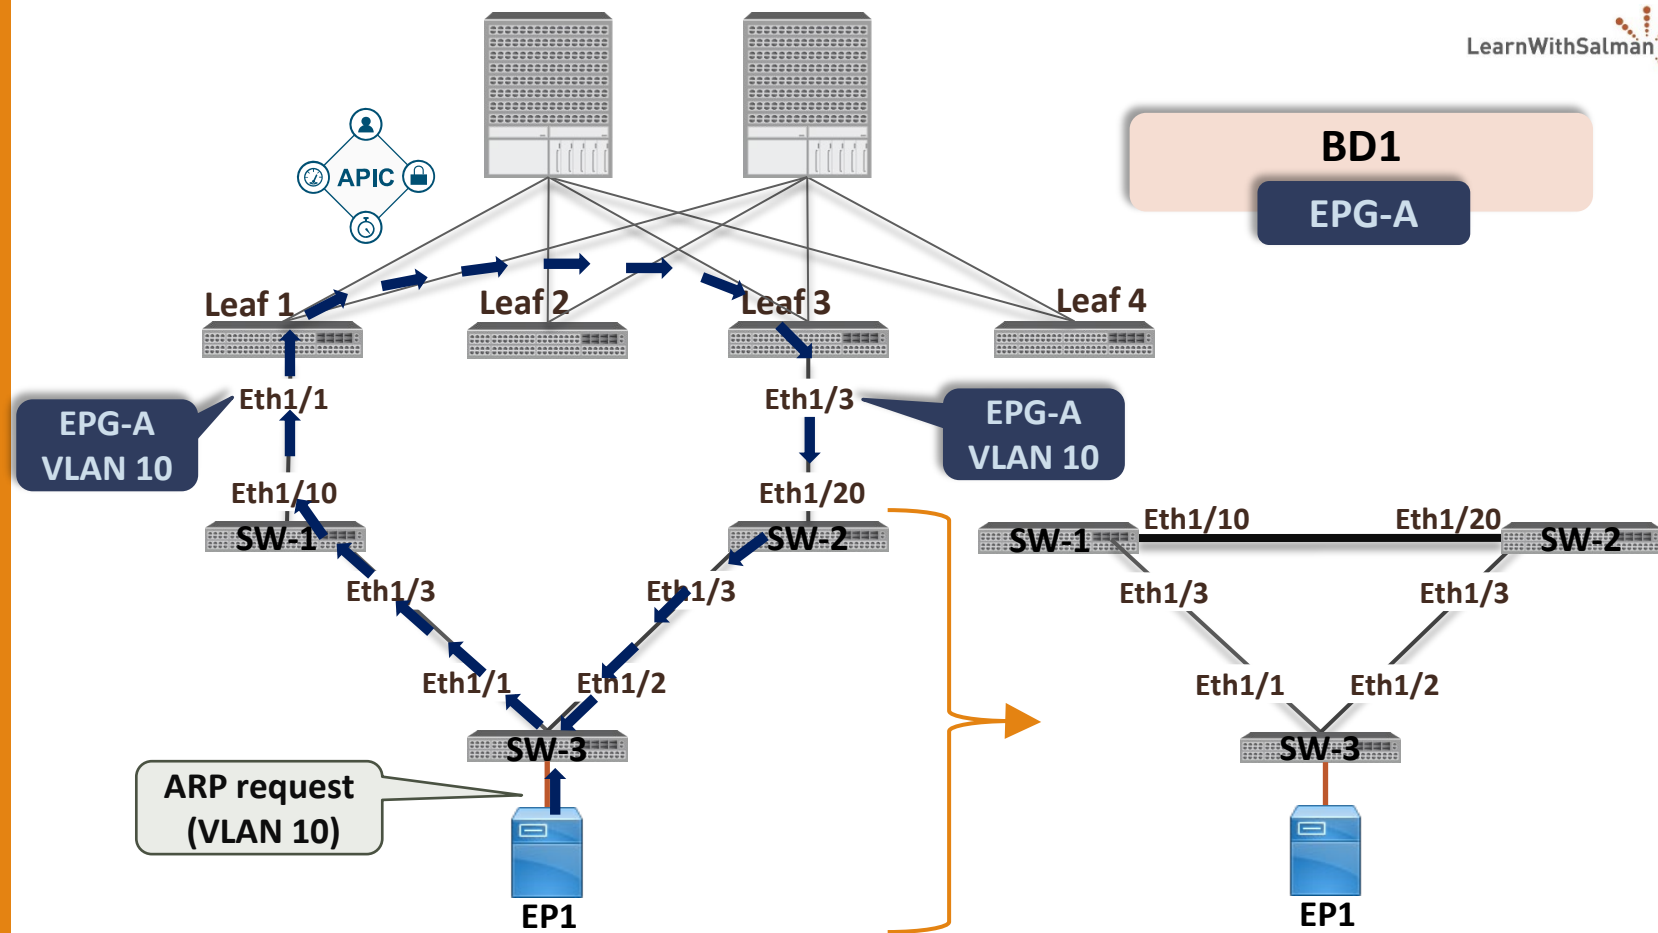 LearnWithSalman
BD1
EPG-A
APIC
Leaf 1
Leaf 2
Leaf 3
Leaf 4
Eth1/1
Eth1/3
EPG-A
VLAN 10
EPG-A
VLAN 10
Eth1/10
Eth1/20
SW-1
SW-2
Eth1/3
Eth1/3
Eth1/1
Eth1/2
SW-3
ARP request
(VLAN 10)
EP1
Eth1/10
Eth1/20
SW-1
SW-2
Eth1/3
Eth1/3
Eth1/1
Eth1/2
SW-3
EP1